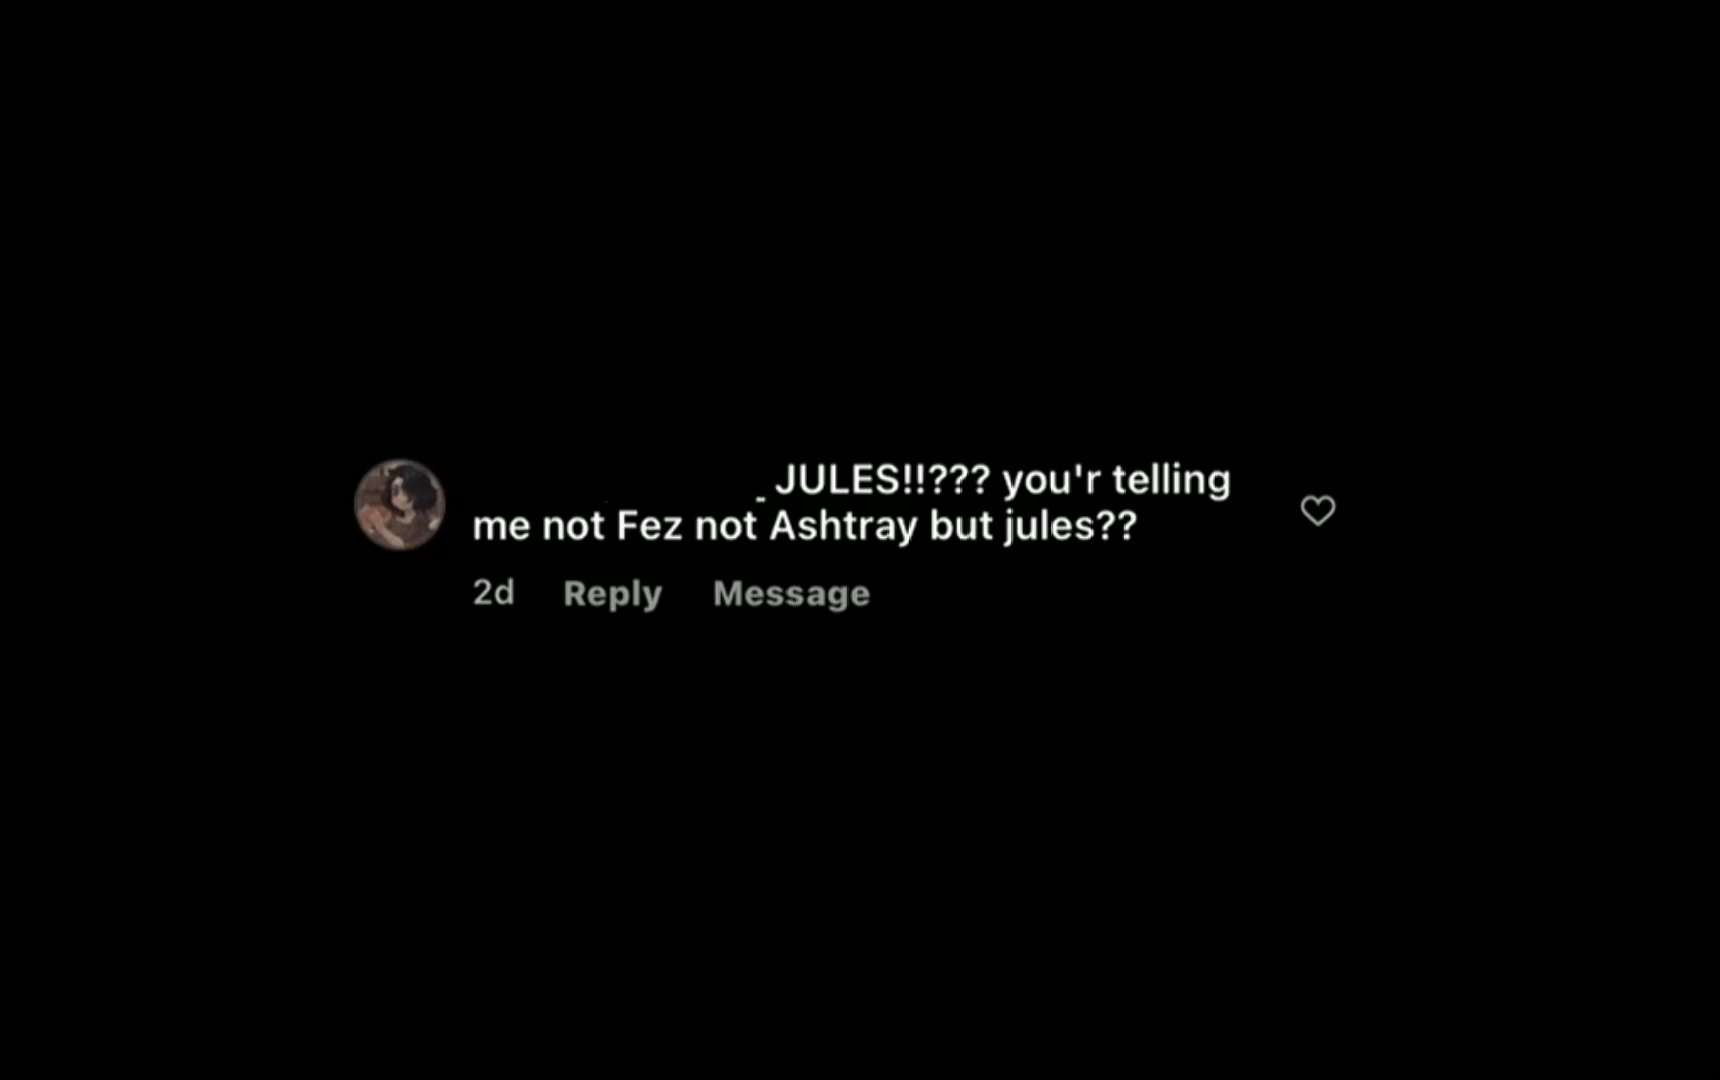 _ JULES!!??? you'r telling
me not Fez not Ashtray but jules??
2d Reply Message